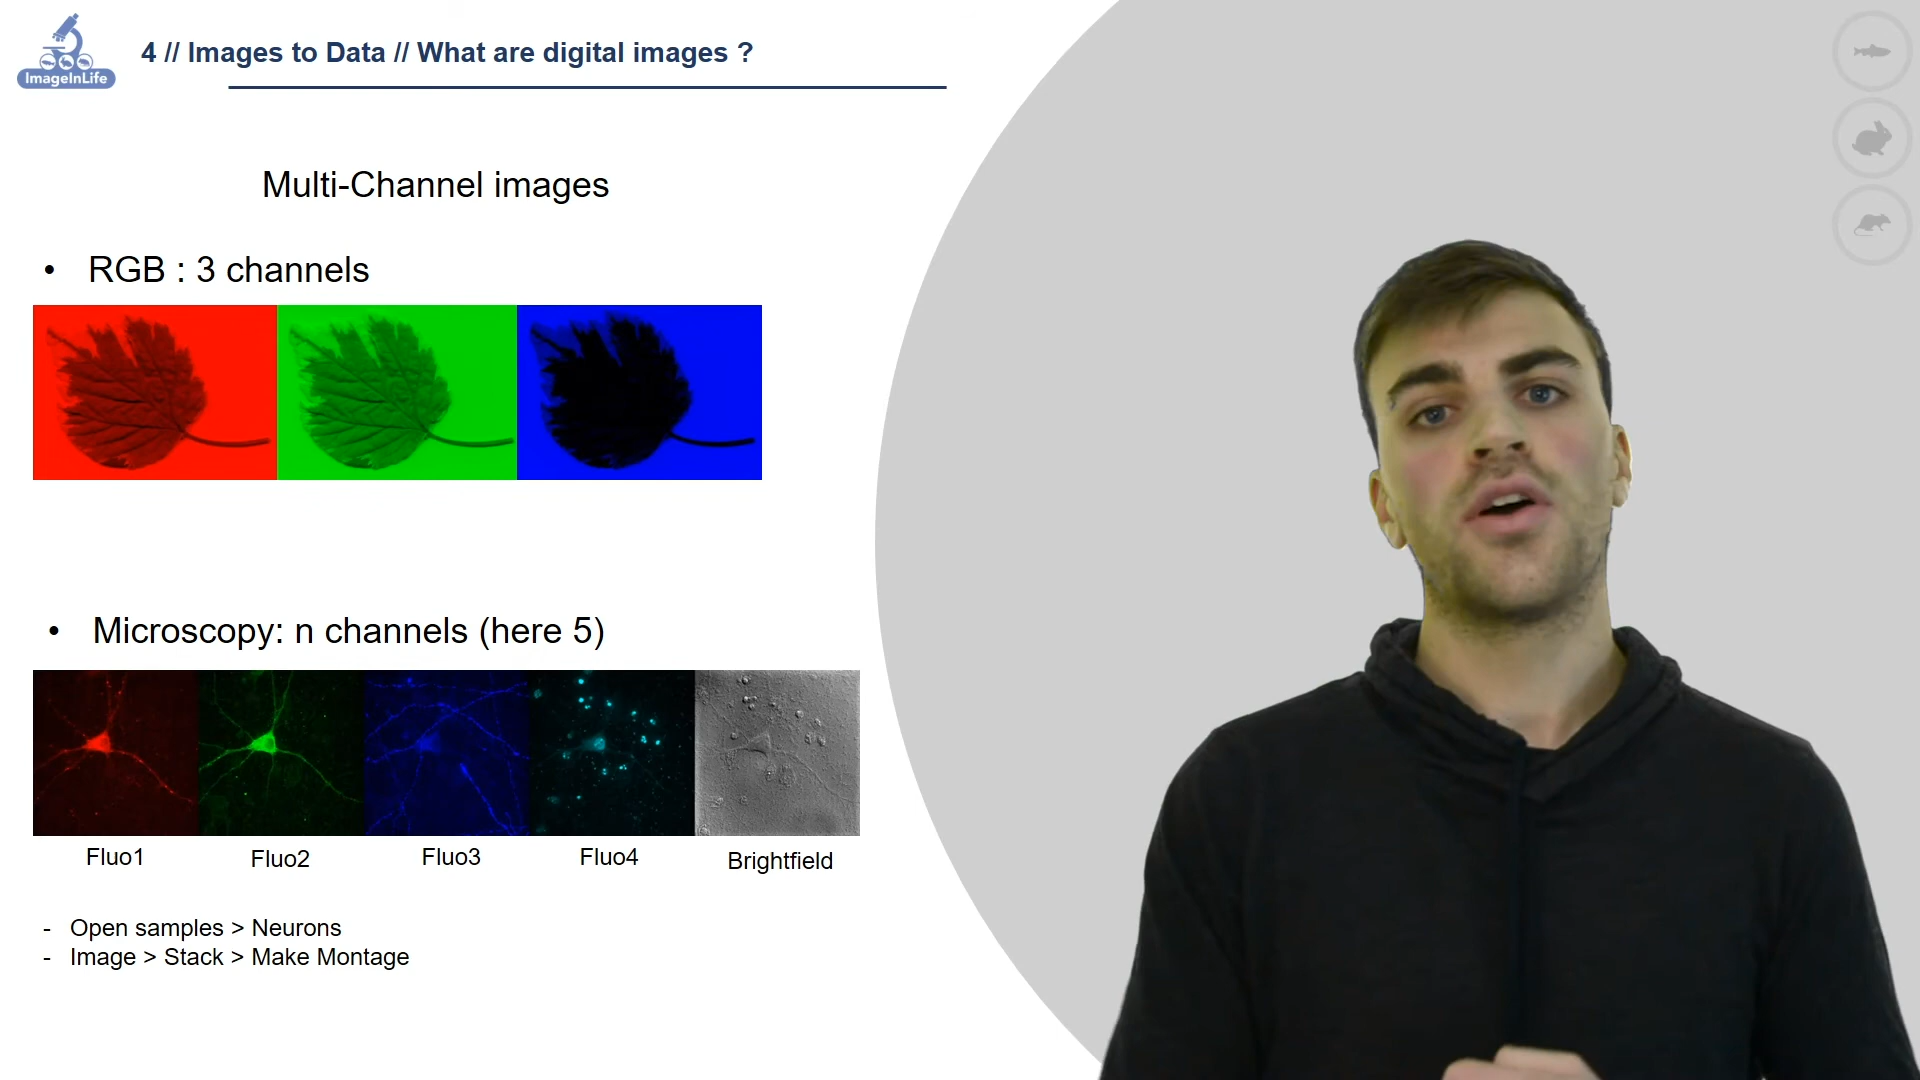 ImageInLife
4 // Images to Data // What are digital images ?
Multi-Channel images
• RGB : 3 channels
• Microscopy: n channels (here 5)
Fluo1 Fluo2 Fluo3 Fluo4 Brightfield
- Open samples > Neurons
- Image > Stack > Make Montage